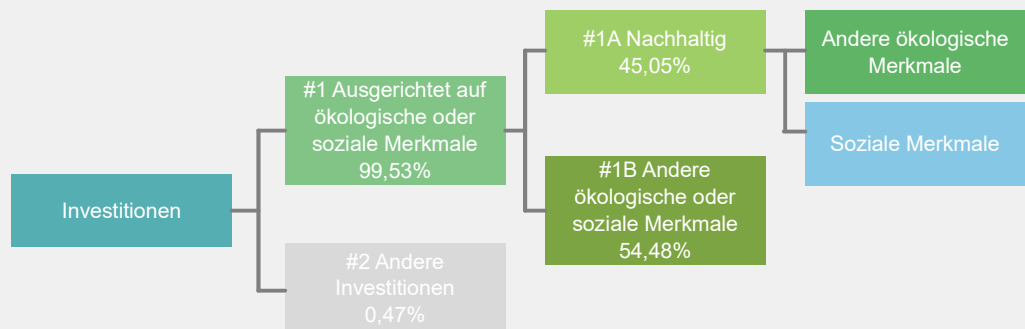 Investitionen
#1 Ausgerichtet auf
ökologische oder
soziale Merkmale
99,53%
#2 Andere
Investitionen
0,47%
#1A Nachhaltig
45,05%
#1B Andere
ökologische oder
soziale Merkmale
54,48%
Andere ökologische
Merkmale
Soziale Merkmale